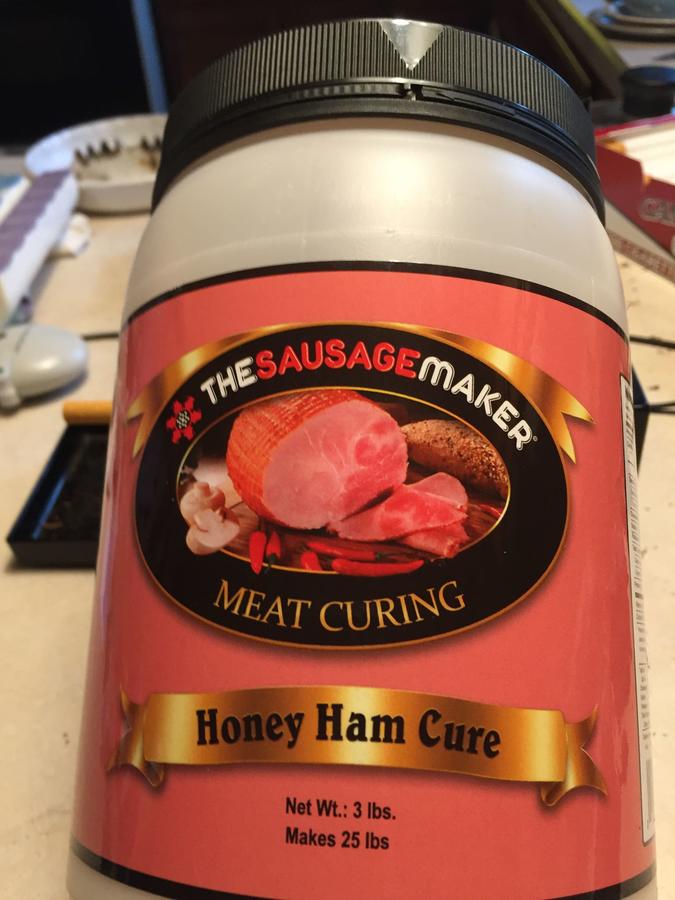 THE SAUSAGE MAKER®
MEAT CURING
Honey Ham Cure
Net Wt.: 3 lbs.
Makes 25 lbs